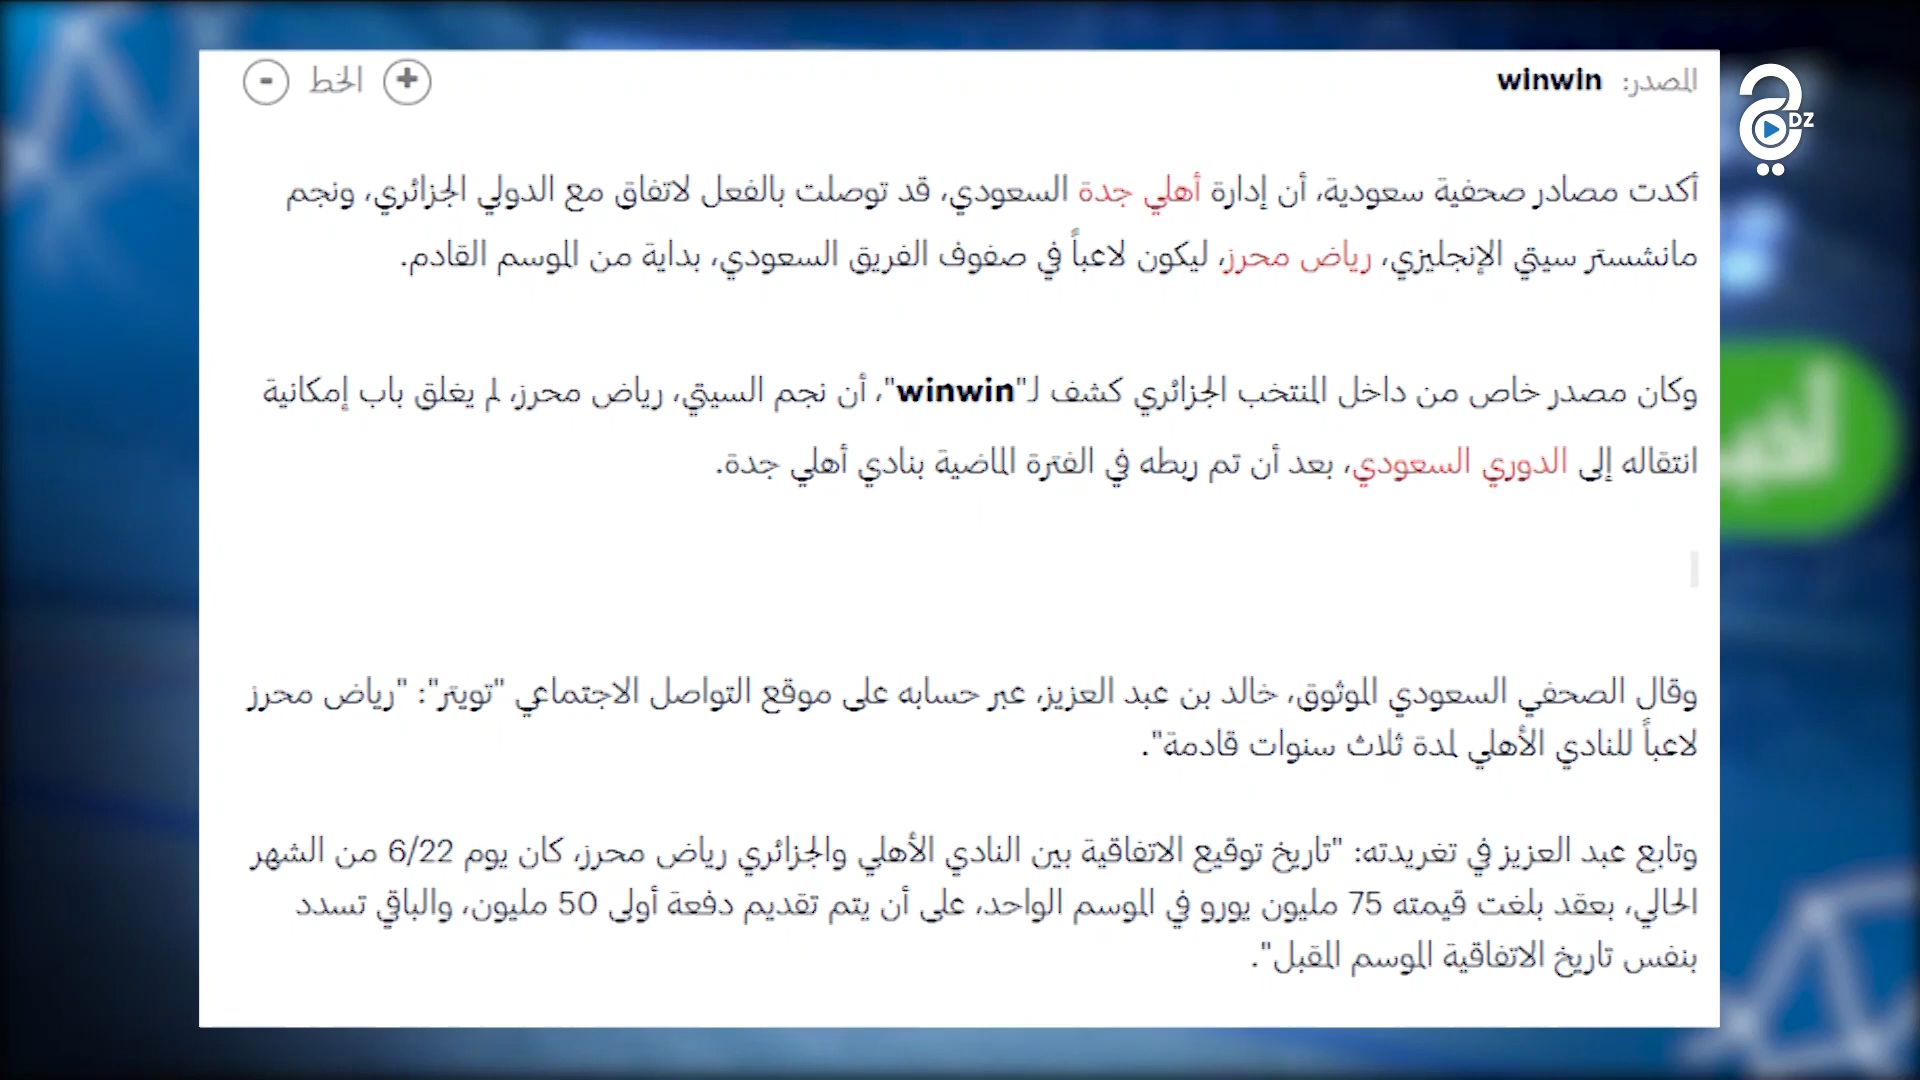 المصدر: winwin
+ الخط -
DZ
أكدت مصادر صحفية سعودية، أن إدارة أهلي جدة السعودي، قد توصلت بالفعل لاتفاق مع الدولي الجزائري، ونجم
مانشستر سيتي الإنجليزي، رياض محرز، ليكون لاعباً في صفوف الفريق السعودي، بداية من الموسم القادم.
وكان مصدر خاص من داخل المنتخب الجزائري كشف لـ"winwin"، أن نجم السيتي، رياض محرز، لم يغلق باب إمكانية
انتقاله إلى الدوري السعودي، بعد أن تم ربطه في الفترة الماضية بنادي أهلي جدة.
وقال الصحفي السعودي الموثوق، خالد بن عبد العزيز، عبر حسابه على موقع التواصل الاجتماعي "تويتر": "رياض محرز
لاعباً للنادي الأهلي لمدة ثلاث سنوات قادمة".
وتابع عبد العزيز في تغريدته: "تاريخ توقيع الاتفاقية بين النادي الأهلي والجزائري رياض محرز، كان يوم 6/22 من الشهر
الحالي، بعقد بلغت قيمته 75 مليون يورو في الموسم الواحد، على أن يتم تقديم دفعة أولى 50 مليون، والباقي تسدد
بنفس تاريخ الاتفاقية الموسم المقبل".